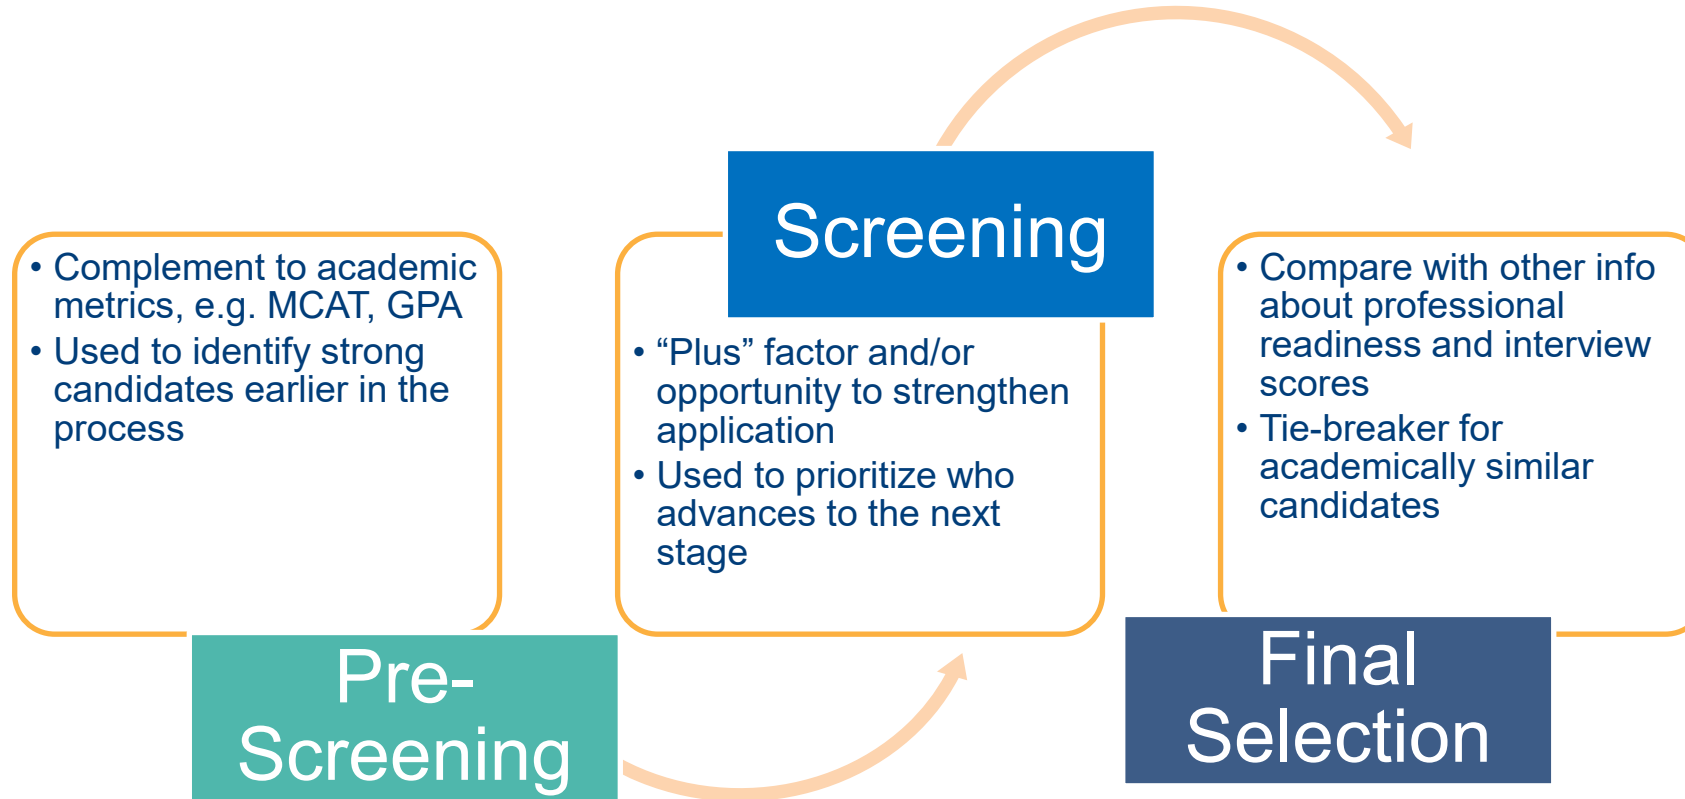 • Complement to academic
metrics, e.g. MCAT, GPA
• Used to identify strong
candidates earlier in the
process
Pre-
Screening
Screening
• “Plus” factor and/or
opportunity to strengthen
application
• Used to prioritize who
advances to the next
stage
• Compare with other info
about professional
readiness and interview
scores
• Tie-breaker for
academically similar
candidates
Final
Selection